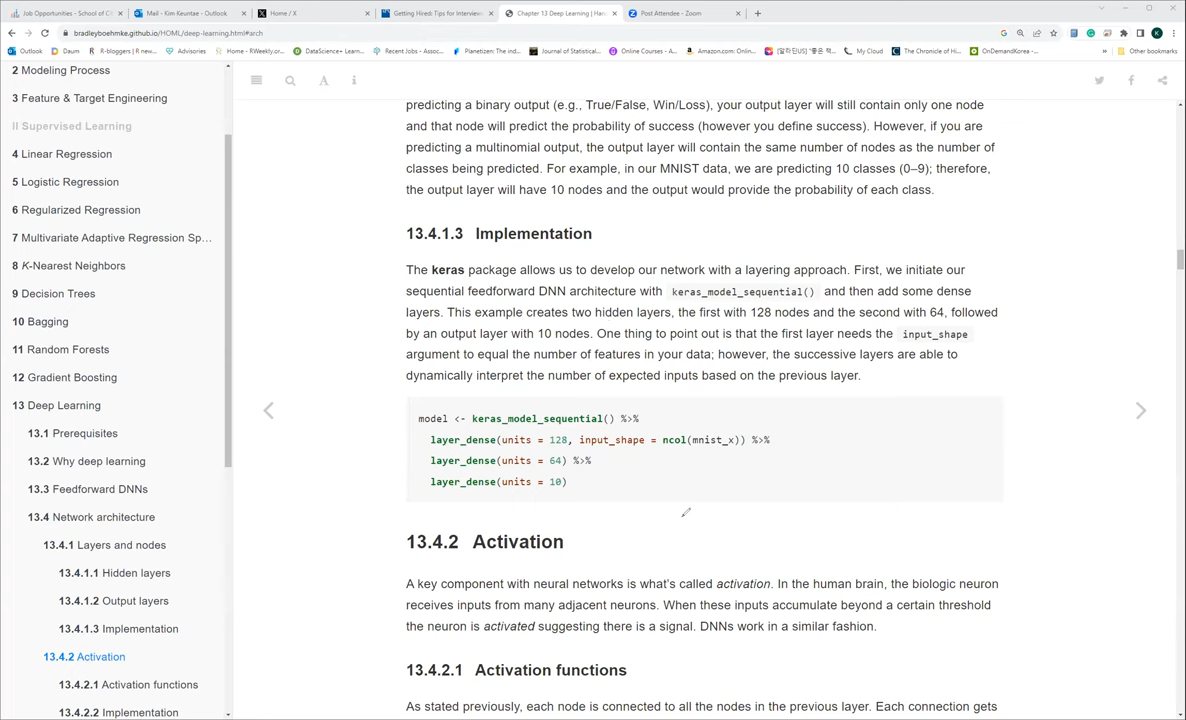 Job Opportunities - School of C
Mail - Kim Keuntae - Outlook
Home / X
Getting Hired: Tips for Interview
Chapter 13 Deep Learning | Han
Post Attendee - Zoom
bradleyboehmke.github.io/HOML/deep-learning.html#arch
Outlook
Daum
R-bloggers | R new...
Advisories
Home - RWeekly.or...
DataScience+ Learn...
Recent Jobs - Assoc...
Planetizen: The ind...
Journal of Statistical...
Online Courses - A...
Amazon.com: Onlin...
[알라딘US] "좋은 책...
My Cloud
The Chronicle of Hi...
OnDemandKorea -...
Other bookmarks
2 Modeling Process
3 Feature & Target Engineering
II Supervised Learning
4 Linear Regression
5 Logistic Regression
6 Regularized Regression
7 Multivariate Adaptive Regression Sp…
8 K-Nearest Neighbors
9 Decision Trees
10 Bagging
11 Random Forests
12 Gradient Boosting
13 Deep Learning
13.1 Prerequisites
13.2 Why deep learning
13.3 Feedforward DNNs
13.4 Network architecture
13.4.1 Layers and nodes
13.4.1.1 Hidden layers
13.4.1.2 Output layers
13.4.1.3 Implementation
13.4.2 Activation
13.4.2.1 Activation functions
13.4.2.2 Implementation
predicting a binary output (e.g., True/False, Win/Loss), your output layer will still contain only one node
and that node will predict the probability of success (however you define success). However, if you are
predicting a multinomial output, the output layer will contain the same number of nodes as the number of
classes being predicted. For example, in our MNIST data, we are predicting 10 classes (0–9); therefore,
the output layer will have 10 nodes and the output would provide the probability of each class.
13.4.1.3 Implementation
The keras package allows us to develop our network with a layering approach. First, we initiate our
sequential feedforward DNN architecture with keras_model_sequential() and then add some dense
layers. This example creates two hidden layers, the first with 128 nodes and the second with 64, followed
by an output layer with 10 nodes. One thing to point out is that the first layer needs the input_shape
argument to equal the number of features in your data; however, the successive layers are able to
dynamically interpret the number of expected inputs based on the previous layer.
model <- keras_model_sequential() %>%
layer_dense(units = 128, input_shape = ncol(mnist_x)) %>%
layer_dense(units = 64) %>%
layer_dense(units = 10)
13.4.2 Activation
A key component with neural networks is what's called activation. In the human brain, the biologic neuron
receives inputs from many adjacent neurons. When these inputs accumulate beyond a certain threshold
the neuron is activated suggesting there is a signal. DNNs work in a similar fashion.
13.4.2.1 Activation functions
As stated previously, each node is connected to all the nodes in the previous layer. Each connection gets